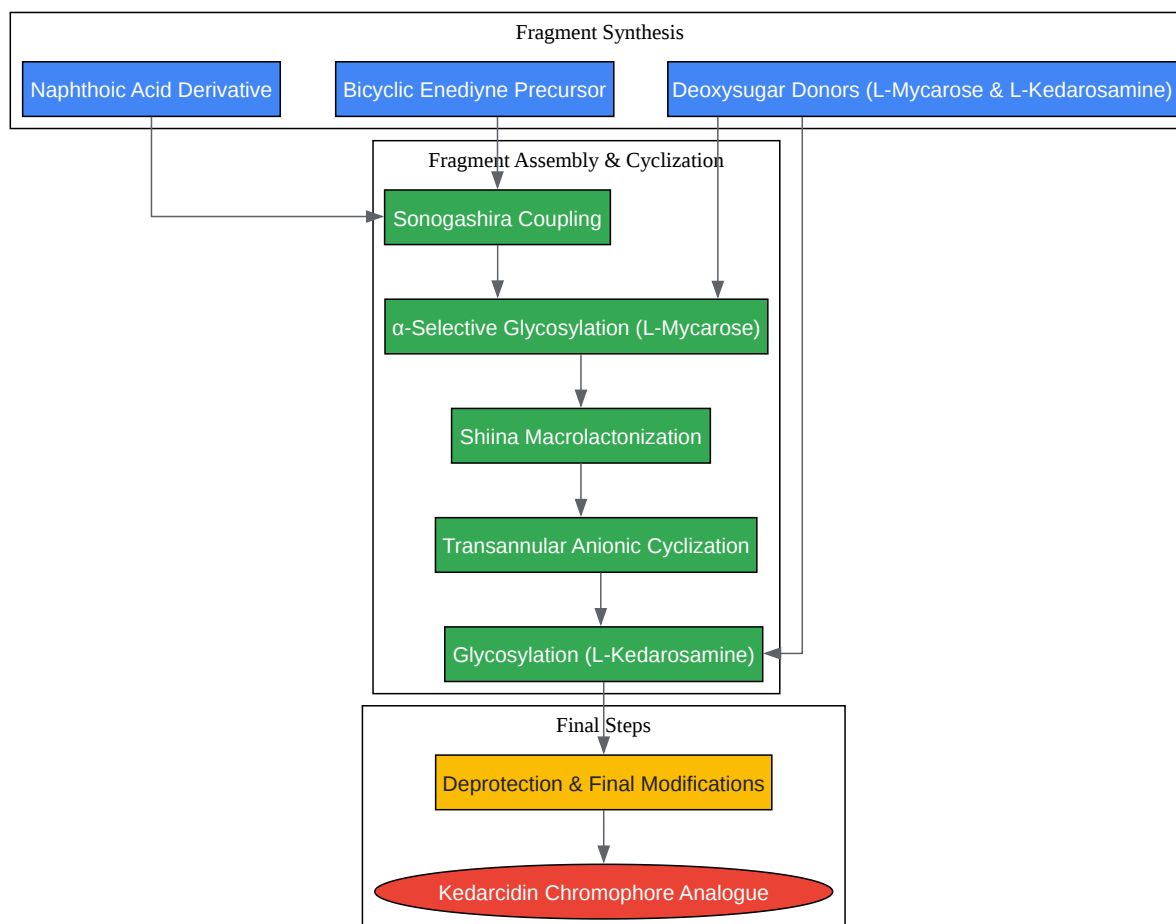 Fragment Synthesis
Naphthoic Acid Derivative
Bicyclic Enediyne Precursor
Deoxysugar Donors (L-Mycarose & L-Kedarosamine)
Fragment Assembly & Cyclization
Sonogashira Coupling
α-Selective Glycosylation (L-Mycarose)
Shiina Macrolactonization
Transannular Anionic Cyclization
Glycosylation (L-Kedarosamine)
Final Steps
Deprotection & Final Modifications
Kedarcidin Chromophore Analogue